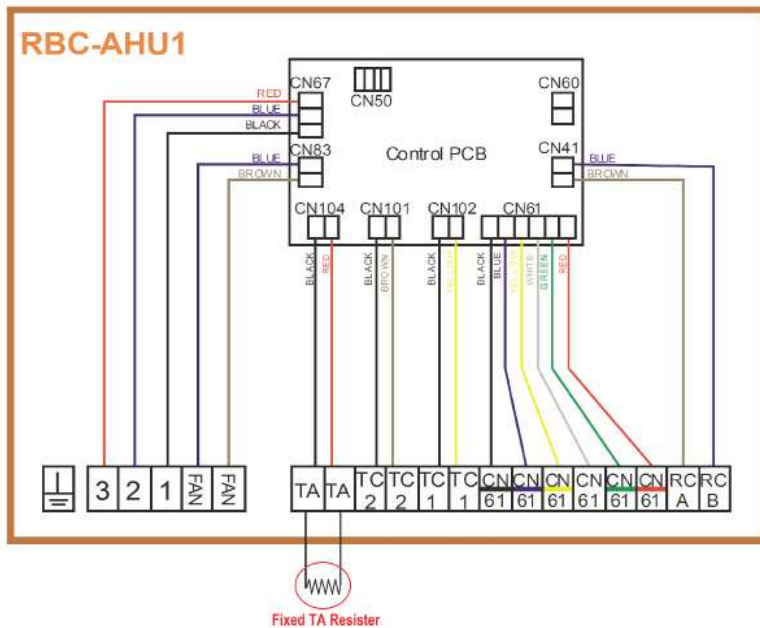 RBC-AHU1
CN67
CN50
CN60
RED
BLUE
BLACK
CN83
Control PCB
CN41
BLUE
BROWN
BLUE
BROWN
CN104
CN101
CN102
CN61
BLACK
RED
BLACK
BROWN
BLACK
YELLOW
BLACK
BLUE
YELLOW
WHITE
GREEN
RED
3
2
1
FAN
FAN
TA
TA
TC
2
TC
2
TC
1
TC
1
CN
61
CN
61
CN
61
CN
61
CN
61
CN
61
RC
A
RC
B
Fixed TA Resister